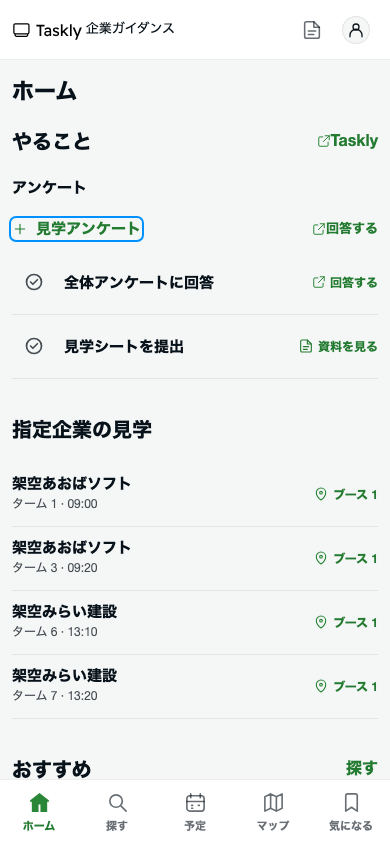 Taskly 企業ガイダンス
ホーム
やること Taskly
アンケート
+ 見学アンケート 回答する
全体アンケートに回答 回答する
見学シートを提出 資料を見る
指定企業の見学
架空あおばソフト
ターム 1 · 09:00
ブース 1
架空あおばソフト
ターム 3 · 09:20
ブース 1
架空みらい建設
ターム 6 · 13:10
ブース 1
架空みらい建設
ターム 7 · 13:20
ブース 1
おすすめ 探す
ホーム 探す 予定 マップ 気になる